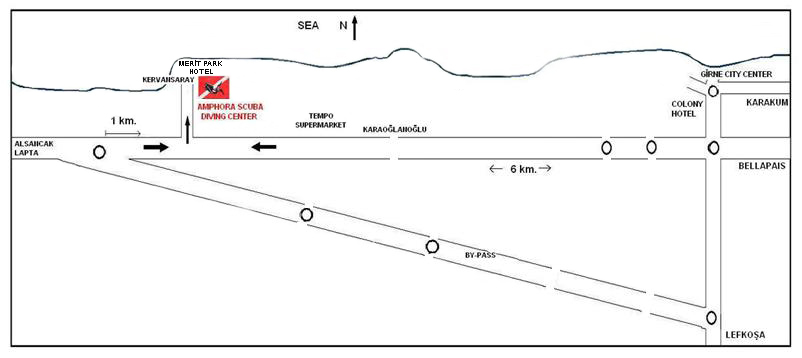 SEA N
MERİT PARK
HOTEL
KERVANSARAY
AMPHORA SCUBA
DIVING CENTER
GİRNE CITY CENTER
COLONY
HOTEL
KARAKUM
1 km.
TEMPO
SUPERMARKET
KARAOĞLANOĞLU
ALSANCAK
LAPTA
6 km.
BELLAPAIS
BY-PASS
LEFKOŞA